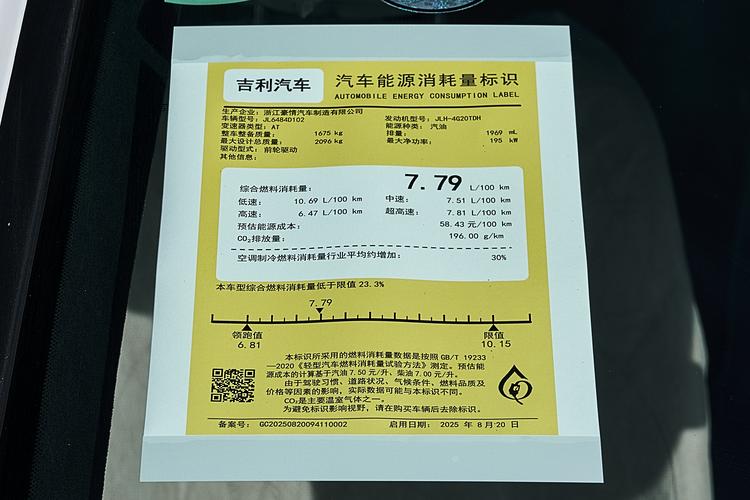 吉利汽车
汽车能源消耗量标识
AUTOMOBILE ENERGY CONSUMPTION LABEL
生产企业：浙江豪情汽车制造有限公司
车辆型号：JL6484D102 发动机型号：JLH-4G20TDH
变速器类型：AT 能源种类：汽油
整车整备质量：1675 kg 排量：1969 mL
最大设计总质量：2096 kg 最大净功率：195 kW
驱动型式：前轮驱动
其他信息：
综合燃料消耗量：7.79 L/100 km
低速：10.69 L/100 km 中速：7.51 L/100 km
高速：6.47 L/100 km 超高速：7.81 L/100 km
预估能源成本：58.43 元/100 km
CO₂排放量：196.00 g/km
空调制冷燃料消耗量行业平均约增加：30%
本车型综合燃料消耗量低于限值 23.3%
7.79
领跑值 限值
6.81 10.15
本标识所采用的燃料消耗量数据是按照 GB/T 19233
—2020《轻型汽车燃料消耗量试验方法》测定。预估能
源成本的计算基于汽油 7.50 元/升、柴油 7.00 元/升。
由于驾驶习惯、道路状况、气候条件、燃料品质及
价格等因素的影响，实际数据可能与本标识不同。
CO₂是主要温室气体之一。
为避免标识影响视野，请在购买车辆后去除标识。
备案号：GC20250820094110002 启用日期：2025 年 8 月 20 日